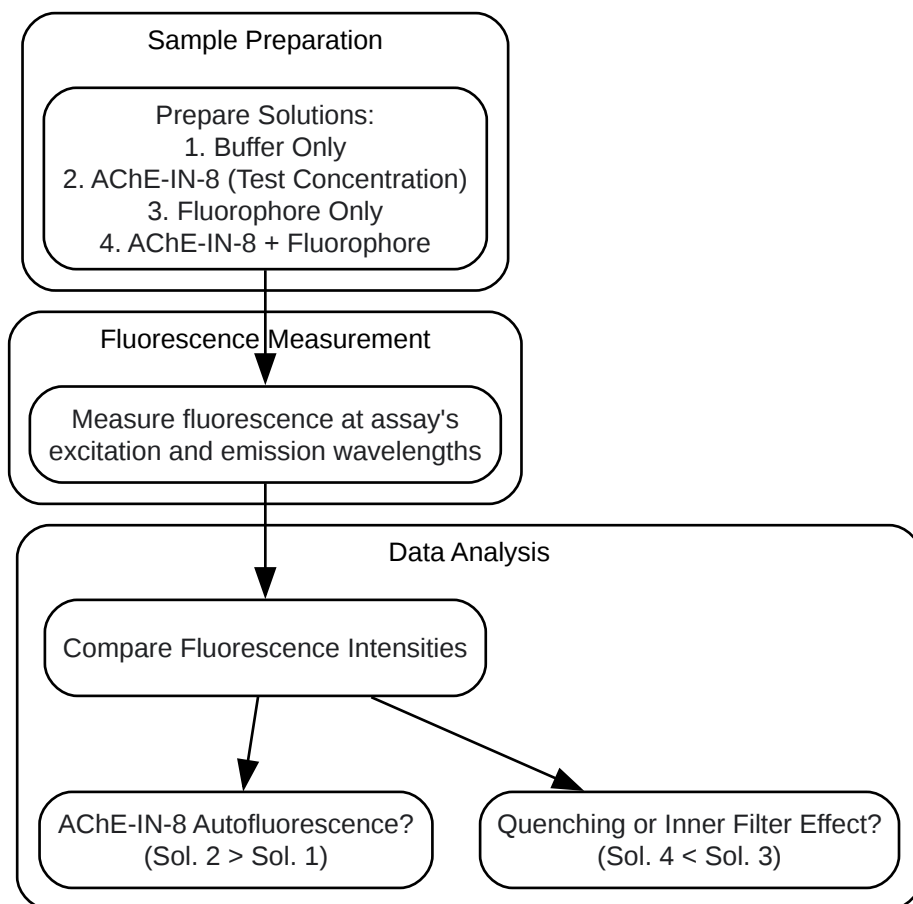 Sample Preparation
Prepare Solutions:
1. Buffer Only
2. AChE-IN-8 (Test Concentration)
3. Fluorophore Only
4. AChE-IN-8 + Fluorophore
Fluorescence Measurement
Measure fluorescence at assay's
excitation and emission wavelengths
Data Analysis
Compare Fluorescence Intensities
AChE-IN-8 Autofluorescence?
(Sol. 2 > Sol. 1)
Quenching or Inner Filter Effect?
(Sol. 4 < Sol. 3)